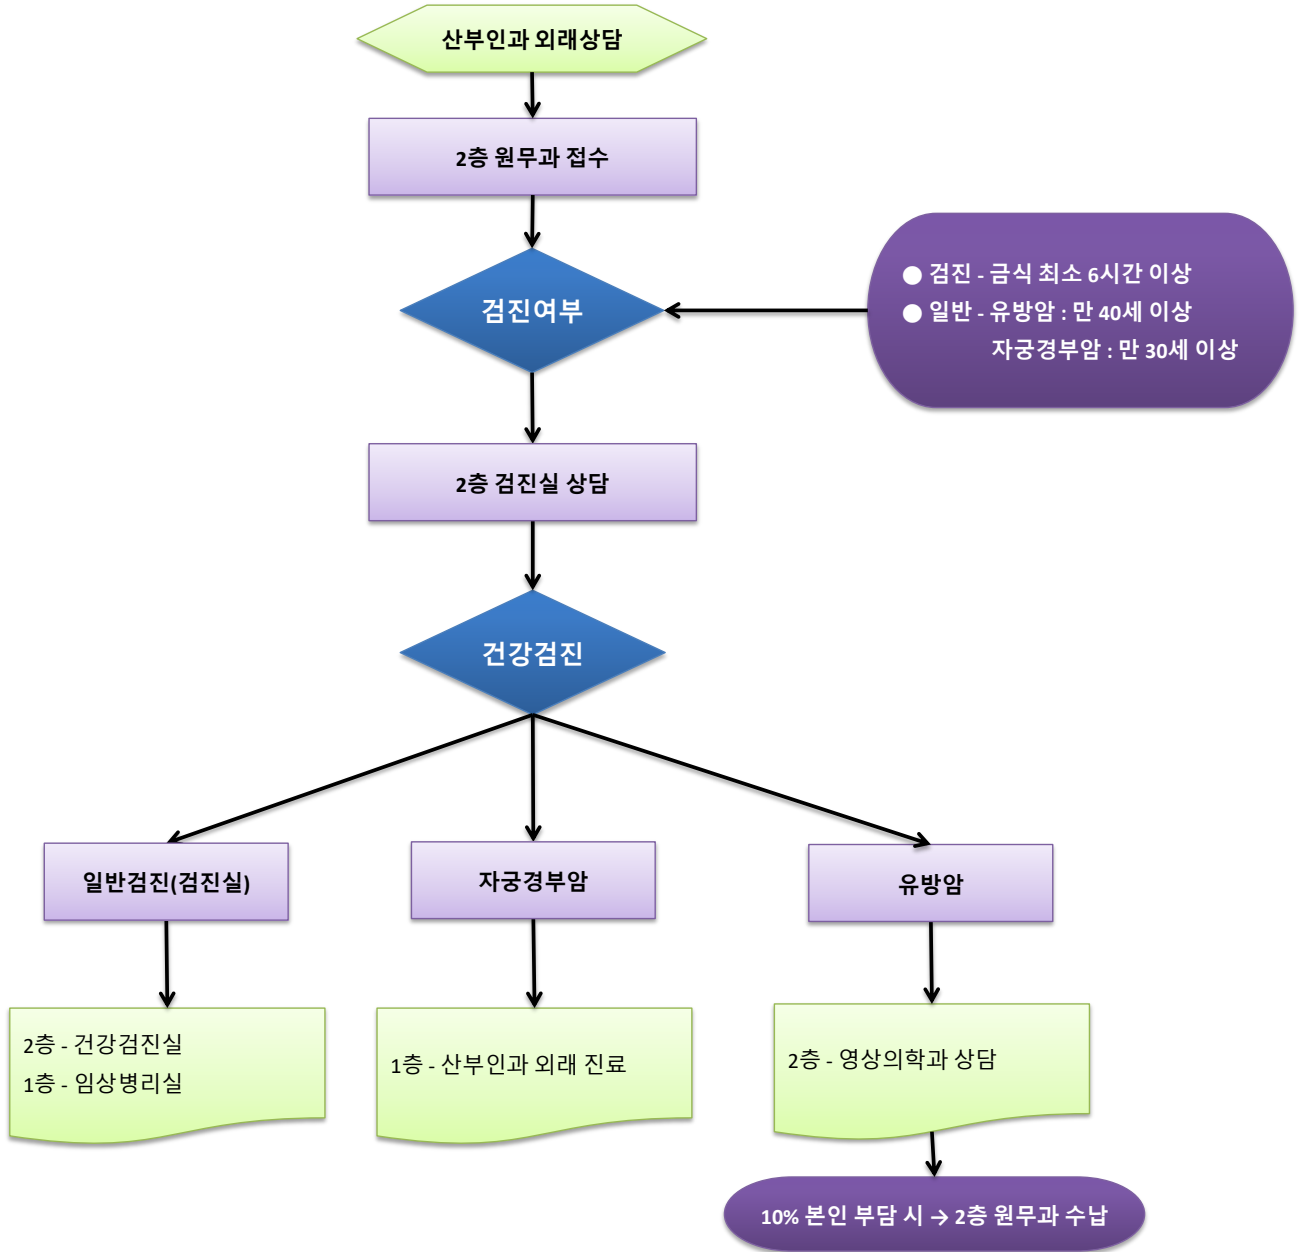 산부인과 외래상담
2층 원무과 접수
검진여부
● 검진 - 금식 최소 6시간 이상
● 일반 - 유방암 : 만 40세 이상
자궁경부암 : 만 30세 이상
2층 검진실 상담
건강검진
일반검진(검진실)
자궁경부암
유방암
2층 - 건강검진실
1층 - 임상병리실
1층 - 산부인과 외래 진료
2층 - 영상의학과 상담
10% 본인 부담 시 → 2층 원무과 수납